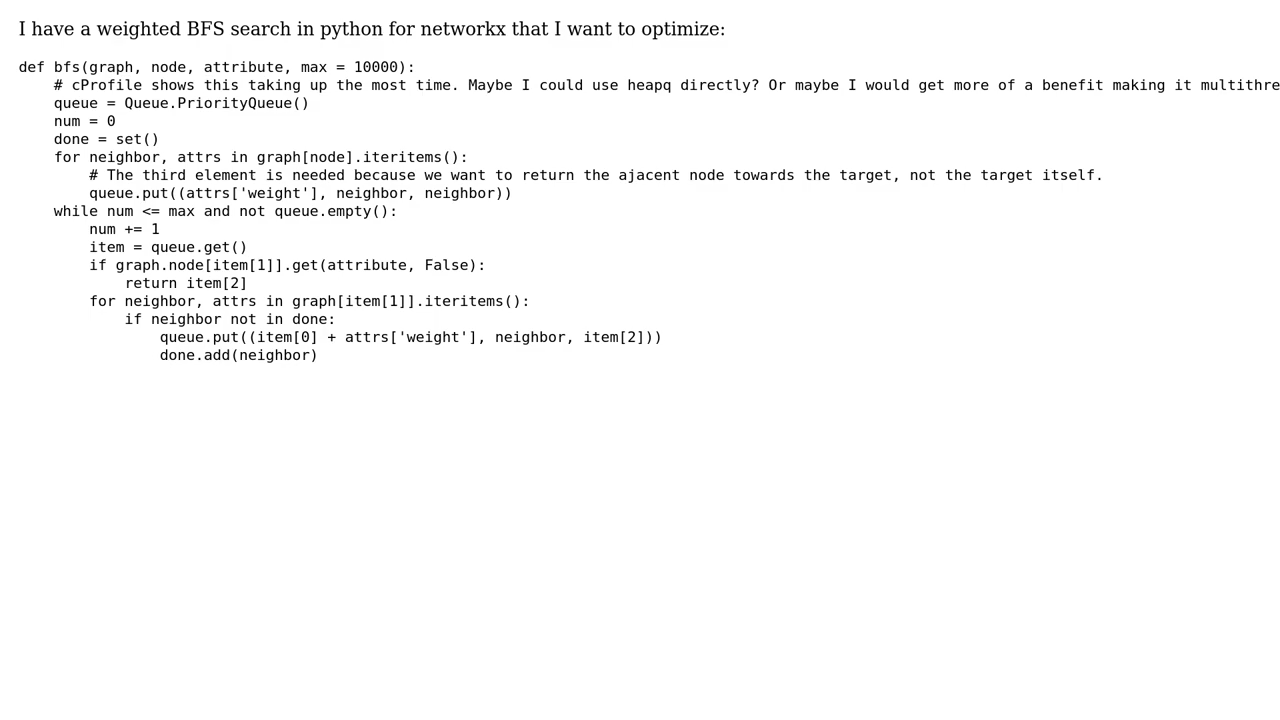 I have a weighted BFS search in python for networkx that I want to optimize:
def bfs(graph, node, attribute, max = 10000):
    # cProfile shows this taking up the most time. Maybe I could use heapq directly? Or maybe I would get more of a benefit making it multithre
    queue = Queue.PriorityQueue()
    num = 0
    done = set()
    for neighbor, attrs in graph[node].iteritems():
        # The third element is needed because we want to return the ajacent node towards the target, not the target itself.
        queue.put((attrs['weight'], neighbor, neighbor))
    while num <= max and not queue.empty():
        num += 1
        item = queue.get()
        if graph.node[item[1]].get(attribute, False):
            return item[2]
        for neighbor, attrs in graph[item[1]].iteritems():
            if neighbor not in done:
                queue.put((item[0] + attrs['weight'], neighbor, item[2]))
                done.add(neighbor)